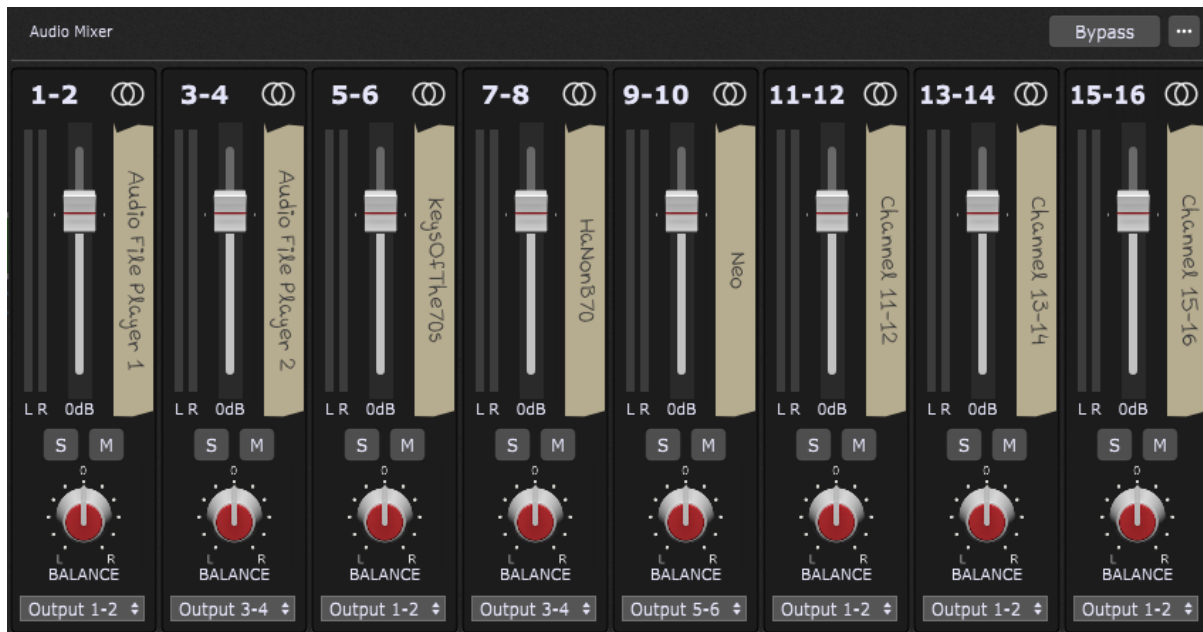 Audio Mixer
Bypass
1-2
3-4
5-6
7-8
9-10
11-12
13-14
15-16
Audio File Player 1
Audio File Player 2
keysOfThe70s
HaNonB70
Neo
Channel 11-12
Channel 13-14
Channel 15-16
L R 0dB
L R 0dB
L R 0dB
L R 0dB
L R 0dB
L R 0dB
L R 0dB
L R 0dB
S M
S M
S M
S M
S M
S M
S M
S M
0
0
0
0
0
0
0
0
L R
L R
L R
L R
L R
L R
L R
L R
BALANCE
BALANCE
BALANCE
BALANCE
BALANCE
BALANCE
BALANCE
BALANCE
Output 1-2
Output 3-4
Output 1-2
Output 3-4
Output 5-6
Output 1-2
Output 1-2
Output 1-2